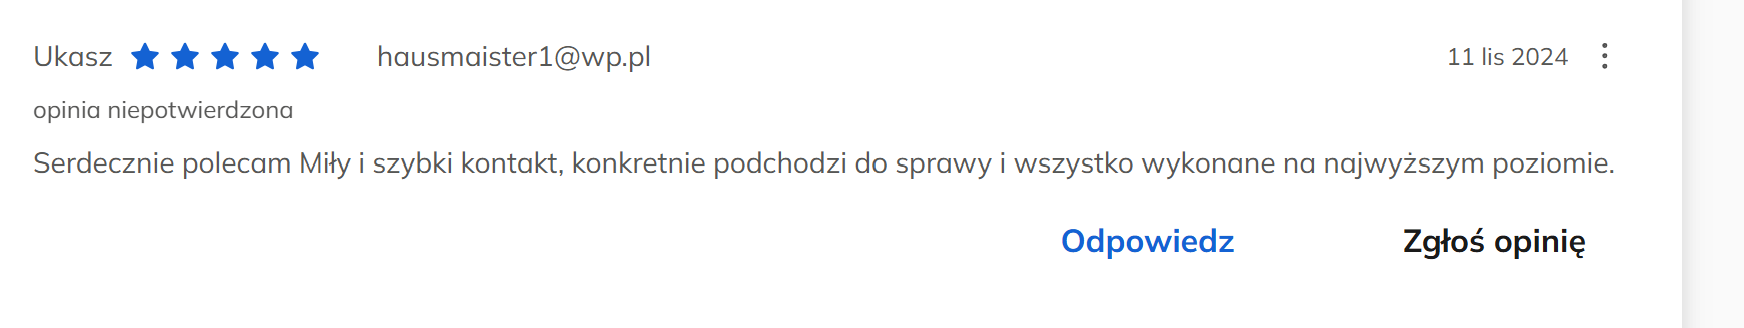 Ukasz hausmaister1@wp.pl 11 lis 2024
opinia niepotwierdzona
Serdecznie polecam Miły i szybki kontakt, konkretnie podchodzi do sprawy i wszystko wykonane na najwyższym poziomie.
Odpowiedz Zgłoś opinię